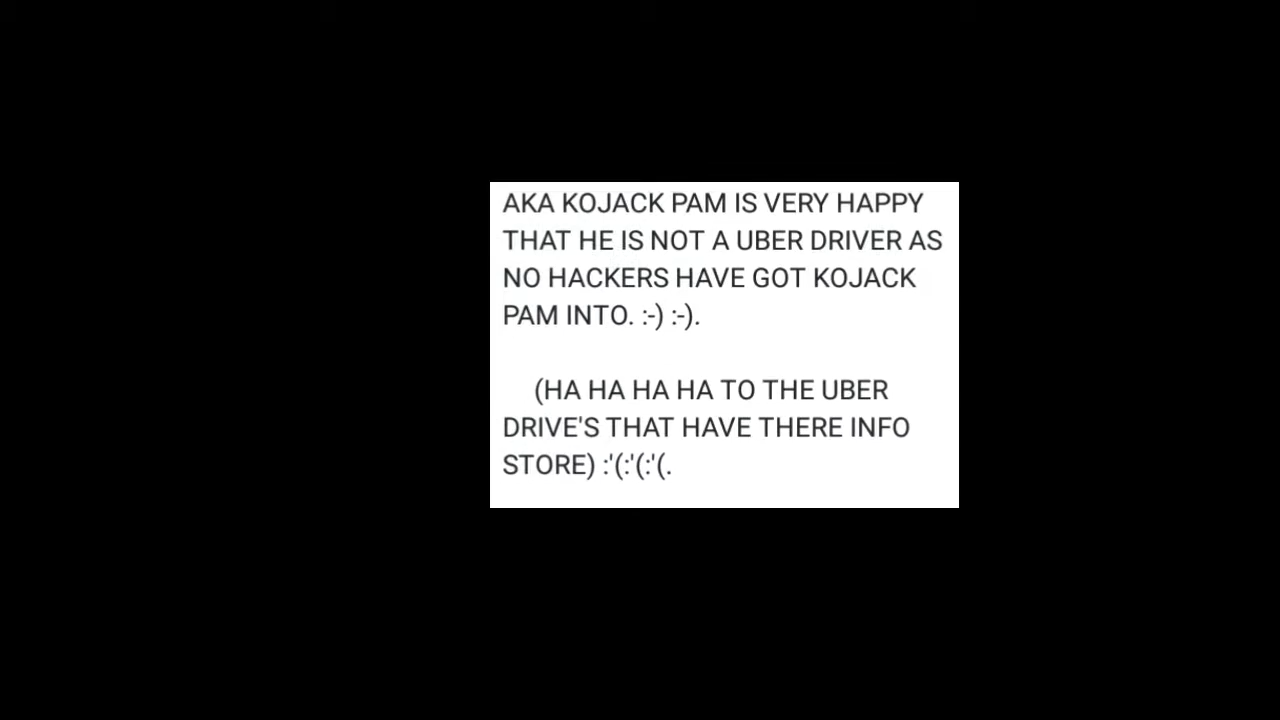 AKA KOJACK PAM IS VERY HAPPY
THAT HE IS NOT A UBER DRIVER AS
NO HACKERS HAVE GOT KOJACK
PAM INTO. :-) :-).
(HA HA HA HA TO THE UBER
DRIVE'S THAT HAVE THERE INFO
STORE) :'(:'(:'(.